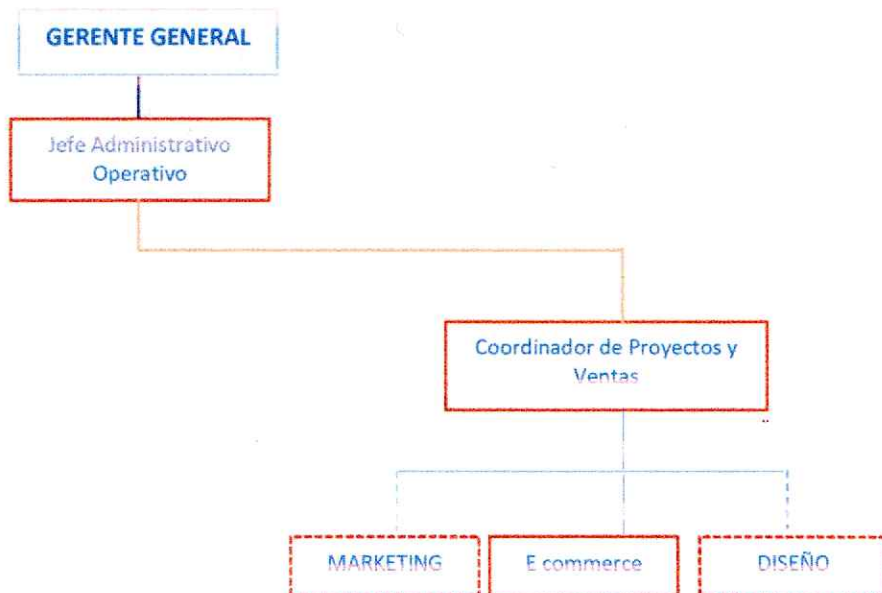 GERENTE GENERAL
Jefe Administrativo
Operativo
Coordinador de Proyectos y
Ventas
MARKETING
E commerce
DISEÑO